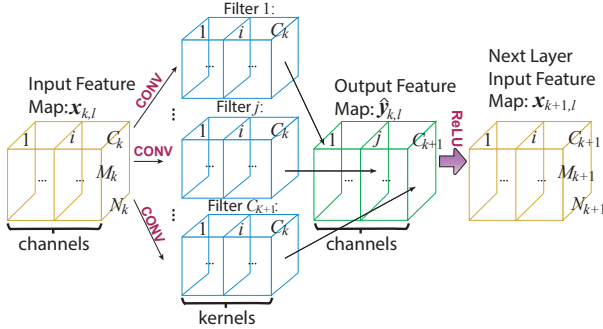 Filter 1:
1 i C_k
... ...
Input Feature
Map: x_{k,l}
1 i C_k
... ...
M_k
N_k
channels
CONV
CONV
CONV
...
Filter j:
1 i C_k
... ...
...
Filter C_{K+1}:
1 i C_k
... ...
kernels
Output Feature
Map: ŷ_{k,l}
1 j C_{k+1}
... ...
channels
ReLU
Next Layer
Input Feature
Map: x_{k+1,l}
1 i C_{k+1}
... ...
M_{k+1}
N_{k+1}